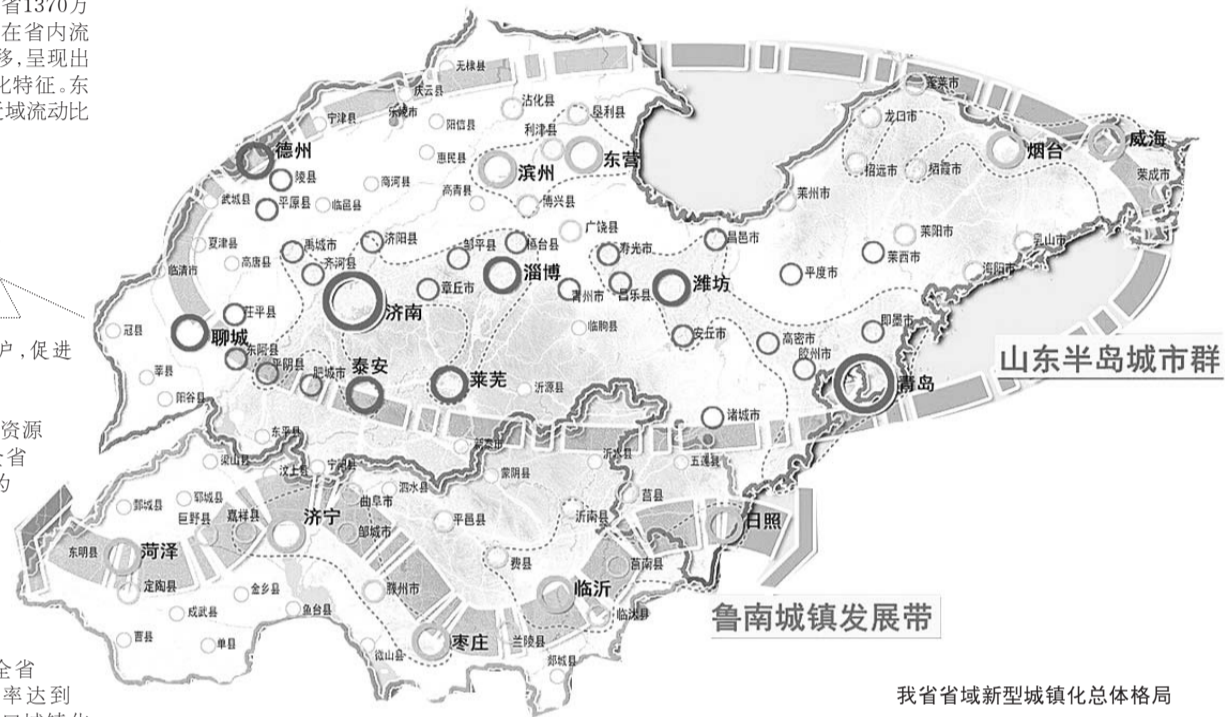 省1370万
在省内流
移,呈现出
化特征。东
近域流动比
户,促进
资源
全省
的
全省
率达到
口城镇化
无棣县
庆云县
乐陵市
宁津县
沾化县
阳信县
利津县
垦利县
蓬莱市
龙口市
德州
惠民县
滨州
东营
招远市
栖霞市
烟台
威海
陵县
商河县
荣成市
武城县
平原县
临邑县
高青县
博兴县
莱州市
夏津县
禹城市
济阳县
邹平县
桓台县
广饶县
寿光市
昌邑市
莱阳市
乳山市
临清市
高唐县
齐河县
章丘市
淄博
青州市
昌乐县
潍坊
平度市
莱西市
海阳市
茌平县
济南
冠县
聊城
临朐县
安丘市
高密市
即墨市
东阿县
平阴县
肥城市
泰安
莱芜
胶州市
青岛
山东半岛城市群
莘县
阳谷县
沂源县
诸城市
东平县
新泰市
梁山县
汶上县
宁阳县
泗水县
蒙阴县
沂水县
五莲县
鄄城县
郓城县
曲阜市
莒县
巨野县
嘉祥县
济宁
邹城市
平邑县
沂南县
日照
东明县
菏泽
费县
莒南县
定陶县
金乡县
滕州市
临沂
成武县
鱼台县
临沭县
鲁南城镇发展带
曹县
单县
微山县
枣庄
兰陵县
郯城县
我省省域新型城镇化总体格局